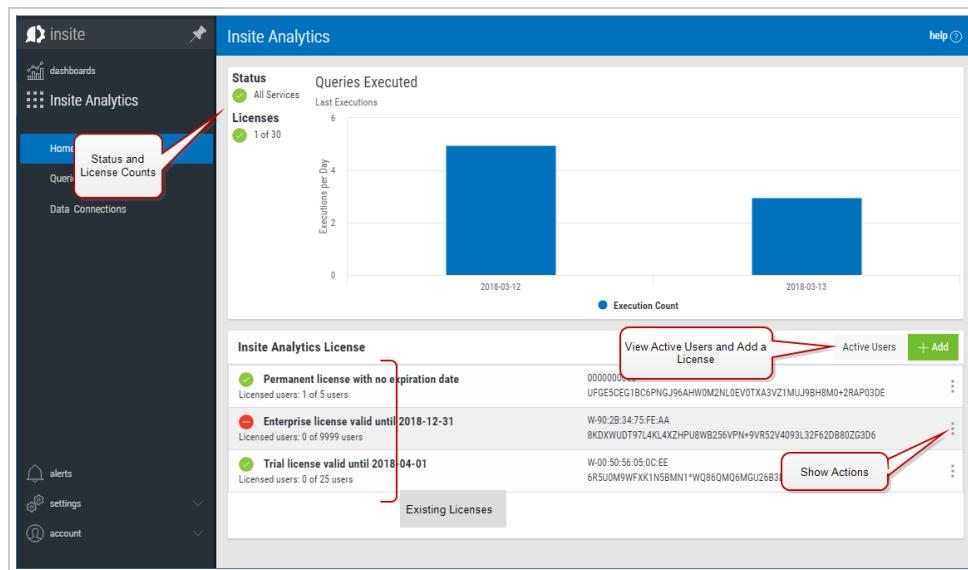 insite
dashboards
Insite Analytics
Home
Status and
License Counts
Queri
Data Connections
alerts
settings
account
Insite Analytics
help
Status
All Services
Licenses
1 of 30
Queries Executed
Last Executions
Executions per Day
6
4
2
0
2018-03-12
2018-03-13
Execution Count
Insite Analytics License
View Active Users and Add a
License
Active Users
+ Add
Permanent license with no expiration date
Licensed users: 1 of 5 users
UFGE5CEG1BC6PNGJ96AHW0M2NL0EV0TXA3VZ1MUJ9BH8M0+2RAP03DE
Enterprise license valid until 2018-12-31
Licensed users: 0 of 9999 users
W-90:2B:34:75:FE:AA
8KDXWUDT97L4KL4XZHPU8WB256VPN+9VR52V4093L32F62DB80ZG3D6
Trial license valid until 2018-04-01
Licensed users: 0 of 25 users
W-00:50:56:05:0C:EE
Show Actions
Existing Licenses